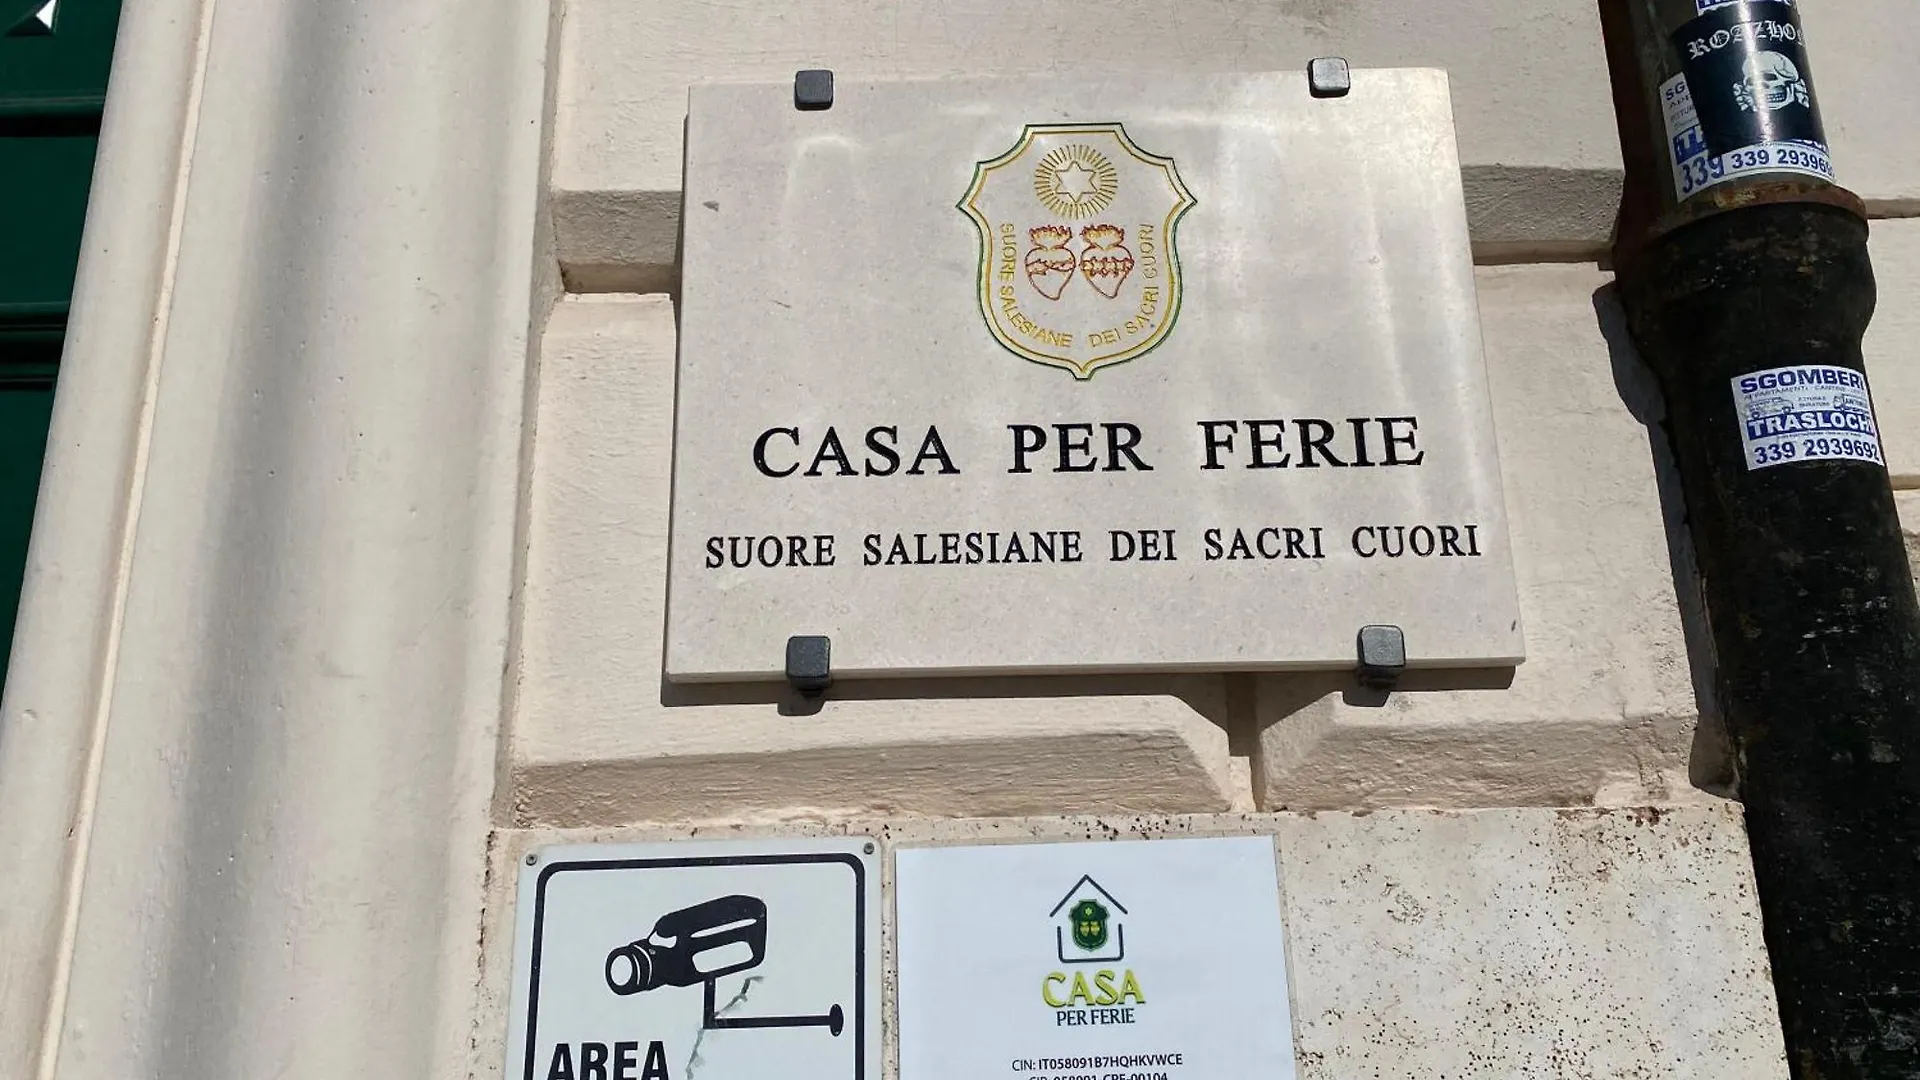 SUORE SALESIANE DEI SACRI CUORI
CASA PER FERIE
SUORE SALESIANE DEI SACRI CUORI
AREA
CASA
PER FERIE
CIN: IT058091B7HQHKVWCE
339 293969
339
SGOMBERI
TRASLOCHI
339 2939692